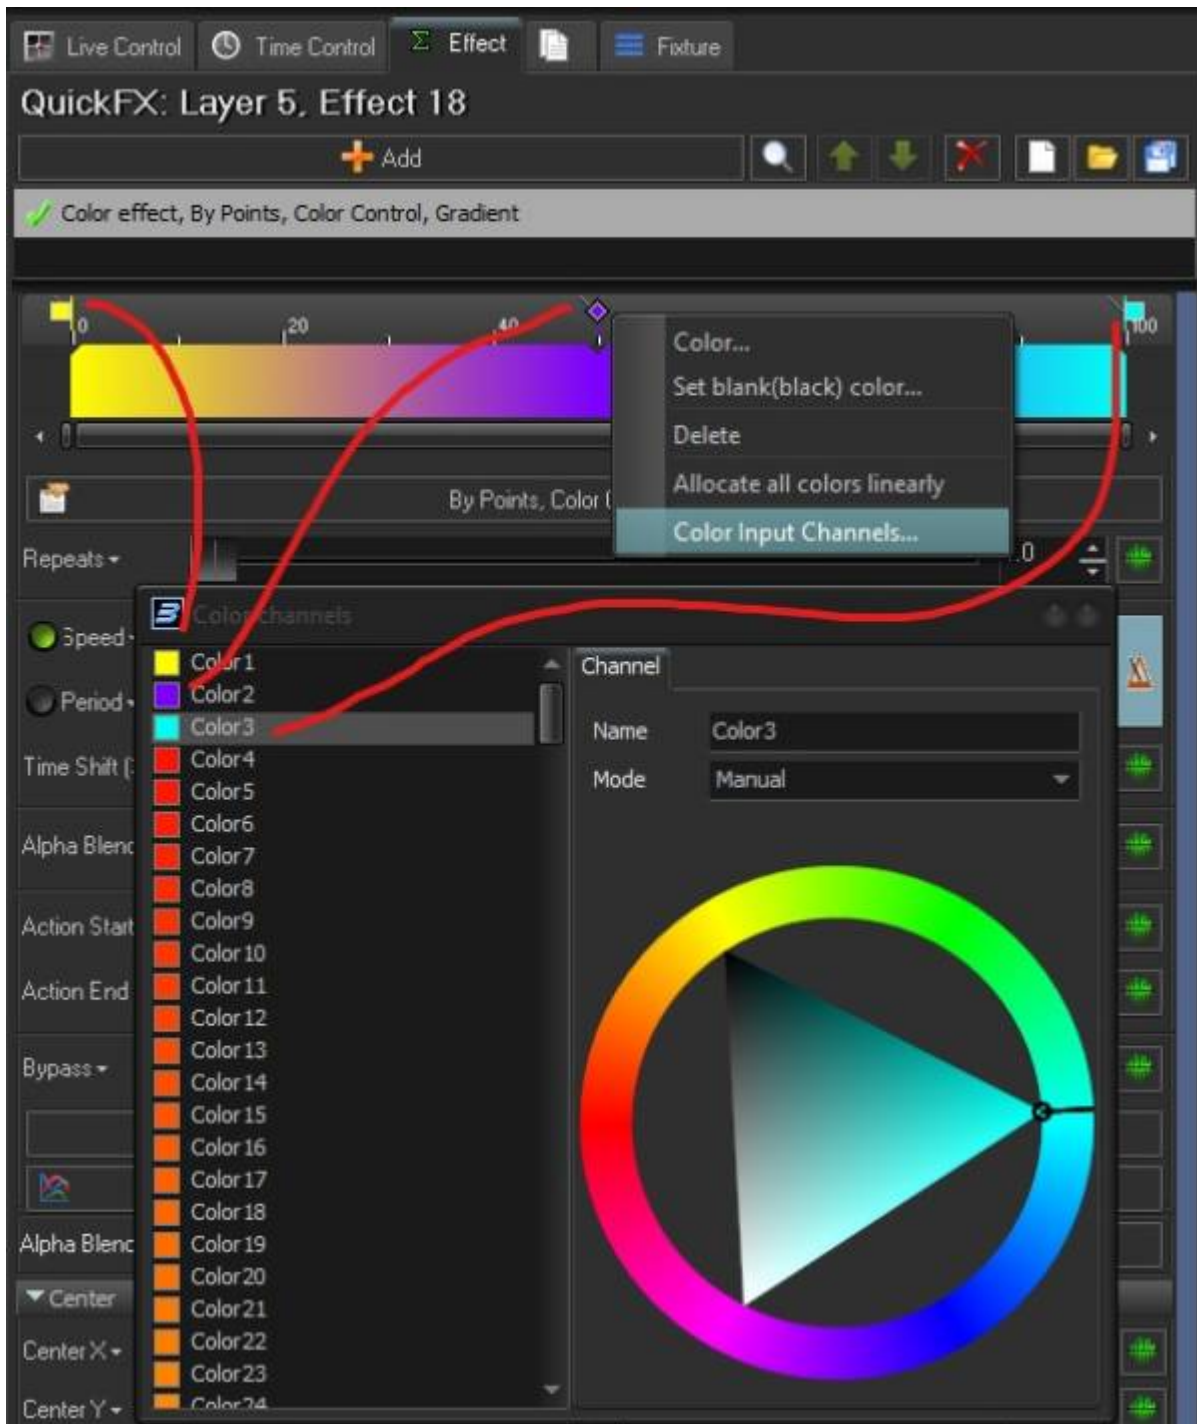 Live Control Time Control Effect Fixture
QuickFX: Layer 5, Effect 18
Add
Color effect, By Points, Color Control, Gradient
0 20 40 100
Color...
Set blank(black) color...
Delete
Allocate all colors linearly
Color Input Channels...
By Points, Color
Repeats
Speed
Period
Time Shift
Alpha Blend
Action Start
Action End
Bypass
Alpha Blend
Center
Center X
Center Y
Color channels
Color1
Color2
Color3
Color4
Color5
Color6
Color7
Color8
Color9
Color10
Color11
Color12
Color13
Color14
Color15
Color16
Color17
Color18
Color19
Color20
Color21
Color22
Color23
Color24
Channel
Name Color3
Mode Manual